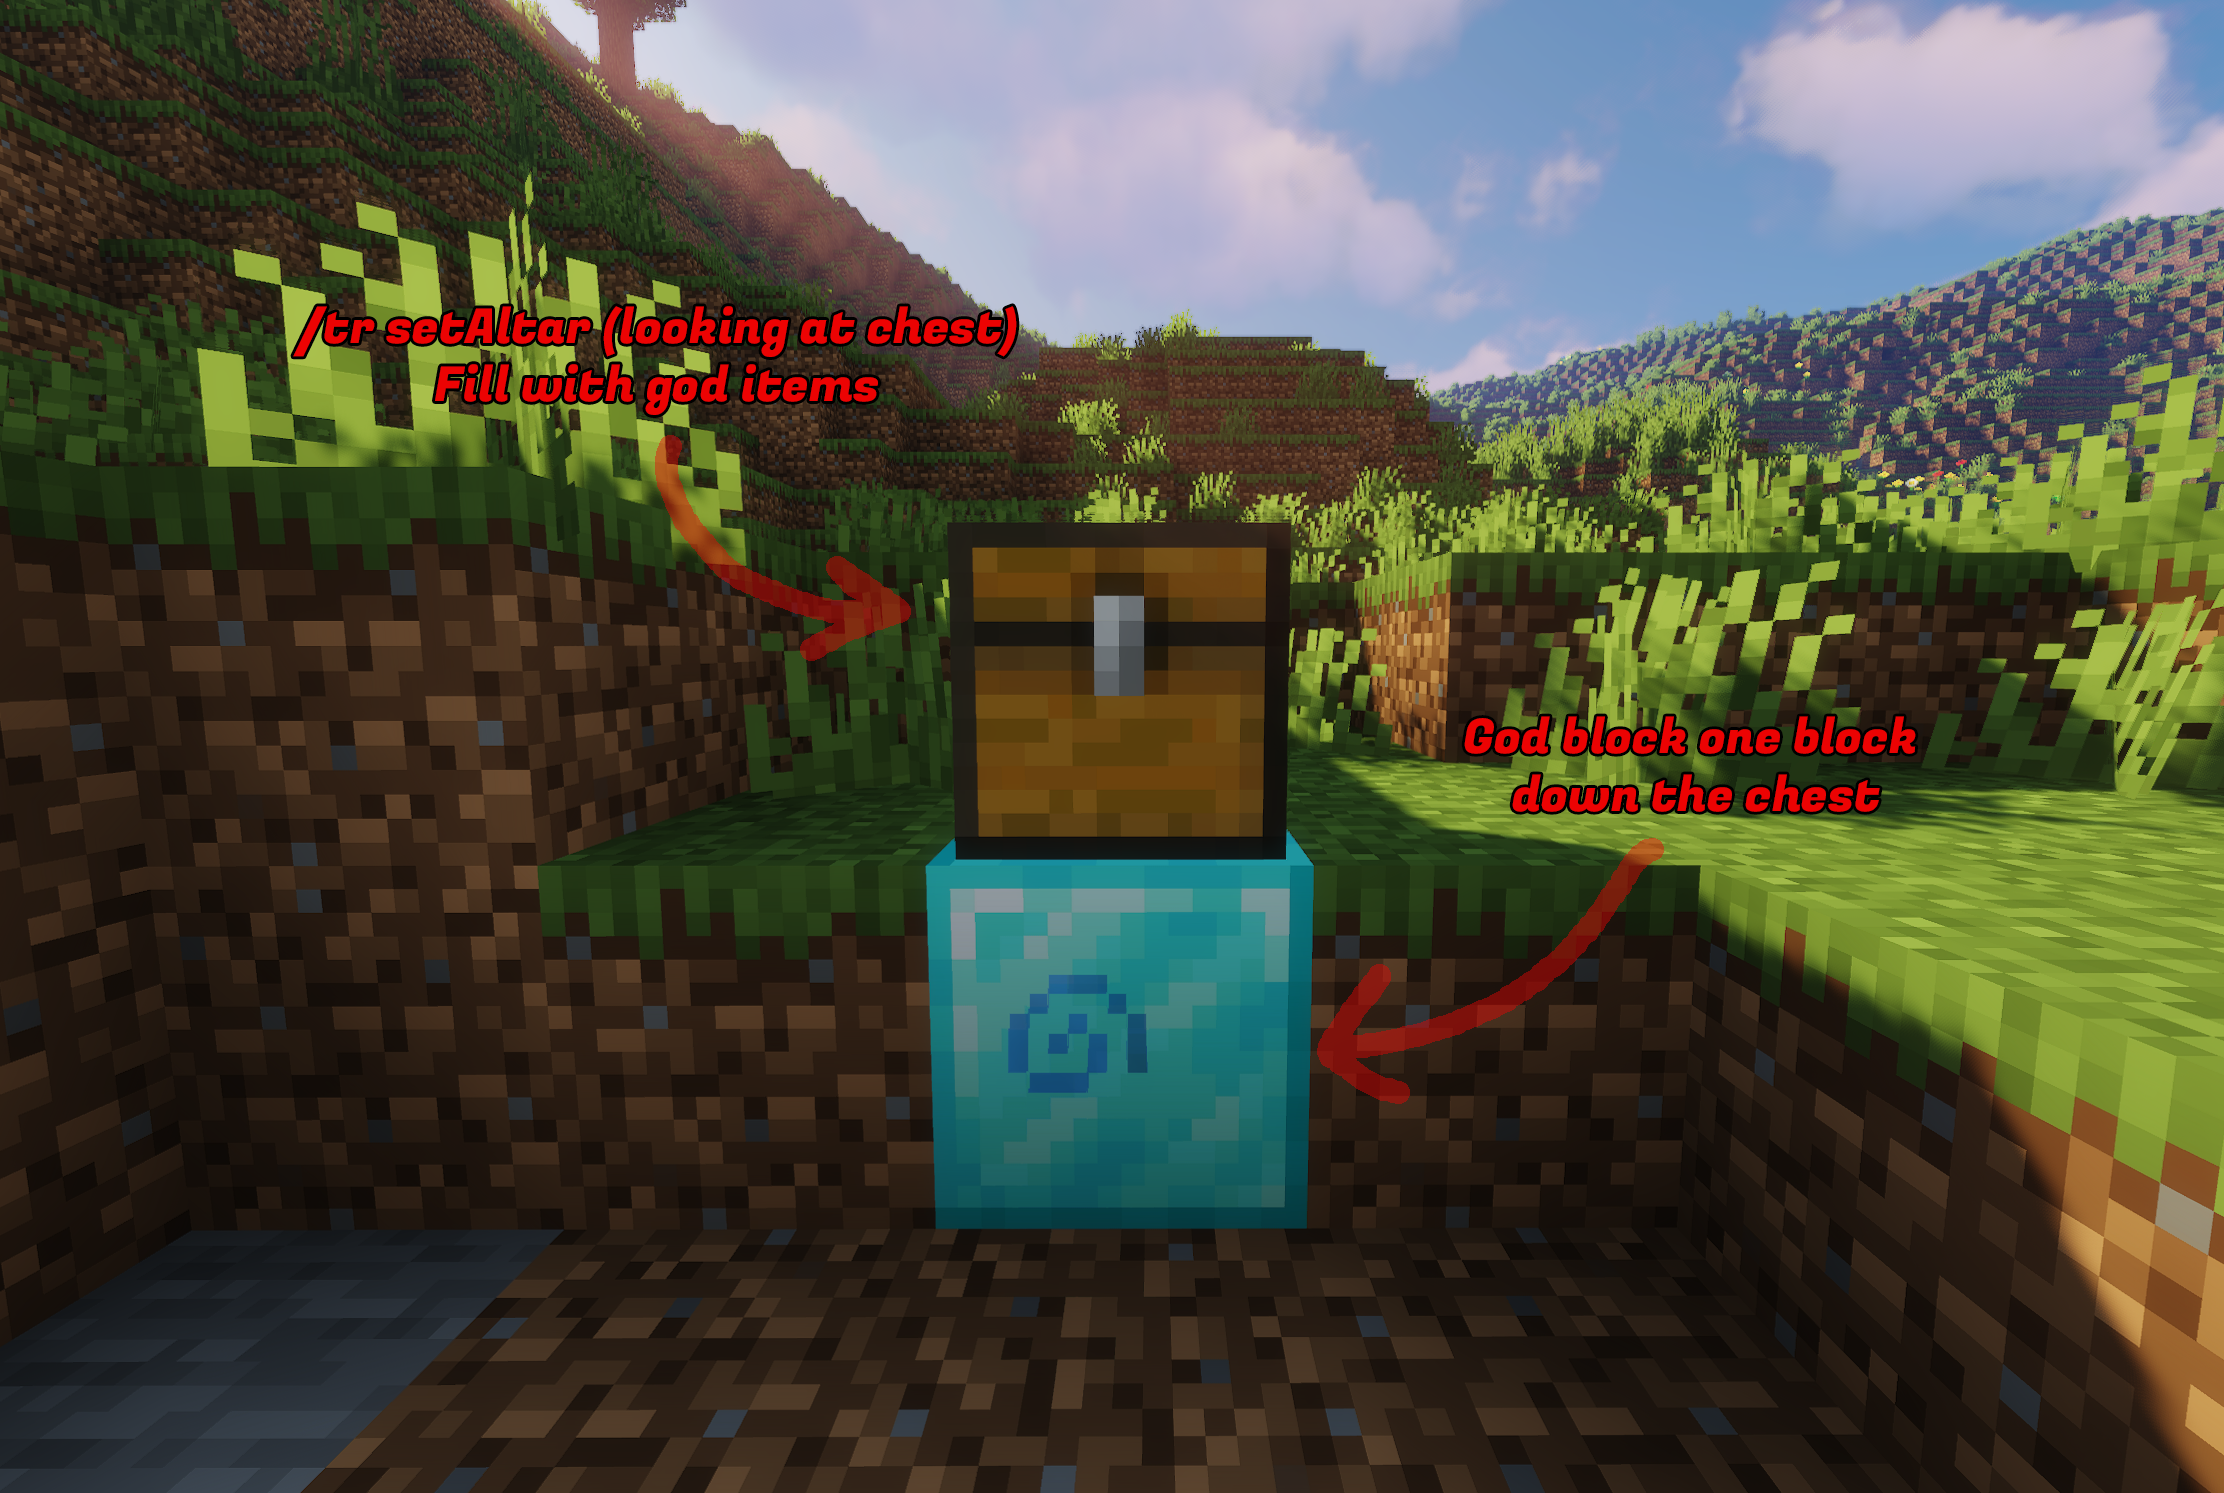 /tr setAltar (looking at chest)
Fill with god items
God block one block
down the chest